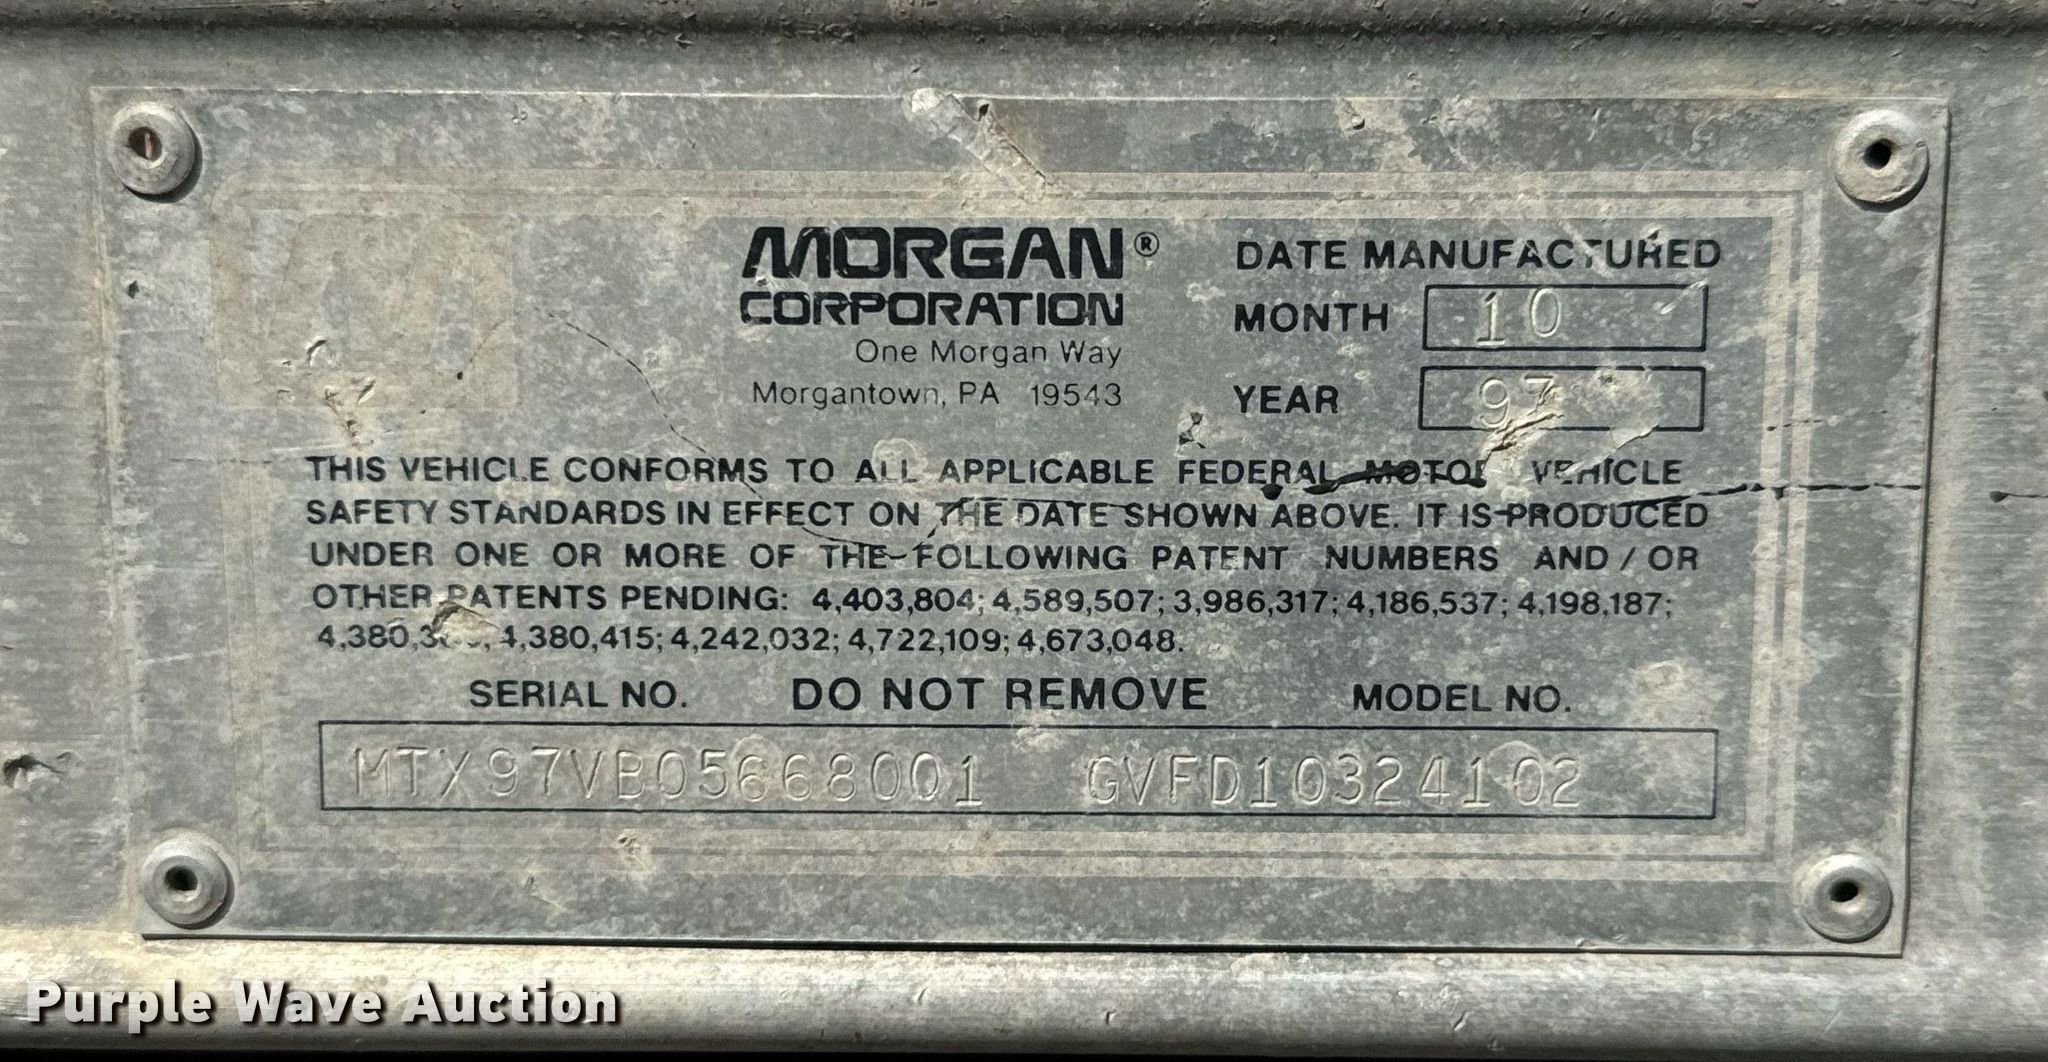 MORGAN®
CORPORATION
One Morgan Way
Morgantown, PA 19543
DATE MANUFACTURED
MONTH 10
YEAR 97
THIS VEHICLE CONFORMS TO ALL APPLICABLE FEDERAL MOTOR VEHICLE
SAFETY STANDARDS IN EFFECT ON THE DATE SHOWN ABOVE. IT IS PRODUCED
UNDER ONE OR MORE OF THE FOLLOWING PATENT NUMBERS AND / OR
OTHER PATENTS PENDING: 4,403,804; 4,589,507; 3,986,317; 4,186,537; 4,198,187;
4,380,415; 4,242,032; 4,722,109; 4,673,048.
SERIAL NO. DO NOT REMOVE MODEL NO.
MTX97VB05668001 GVFD10324102
Purple Wave Auction